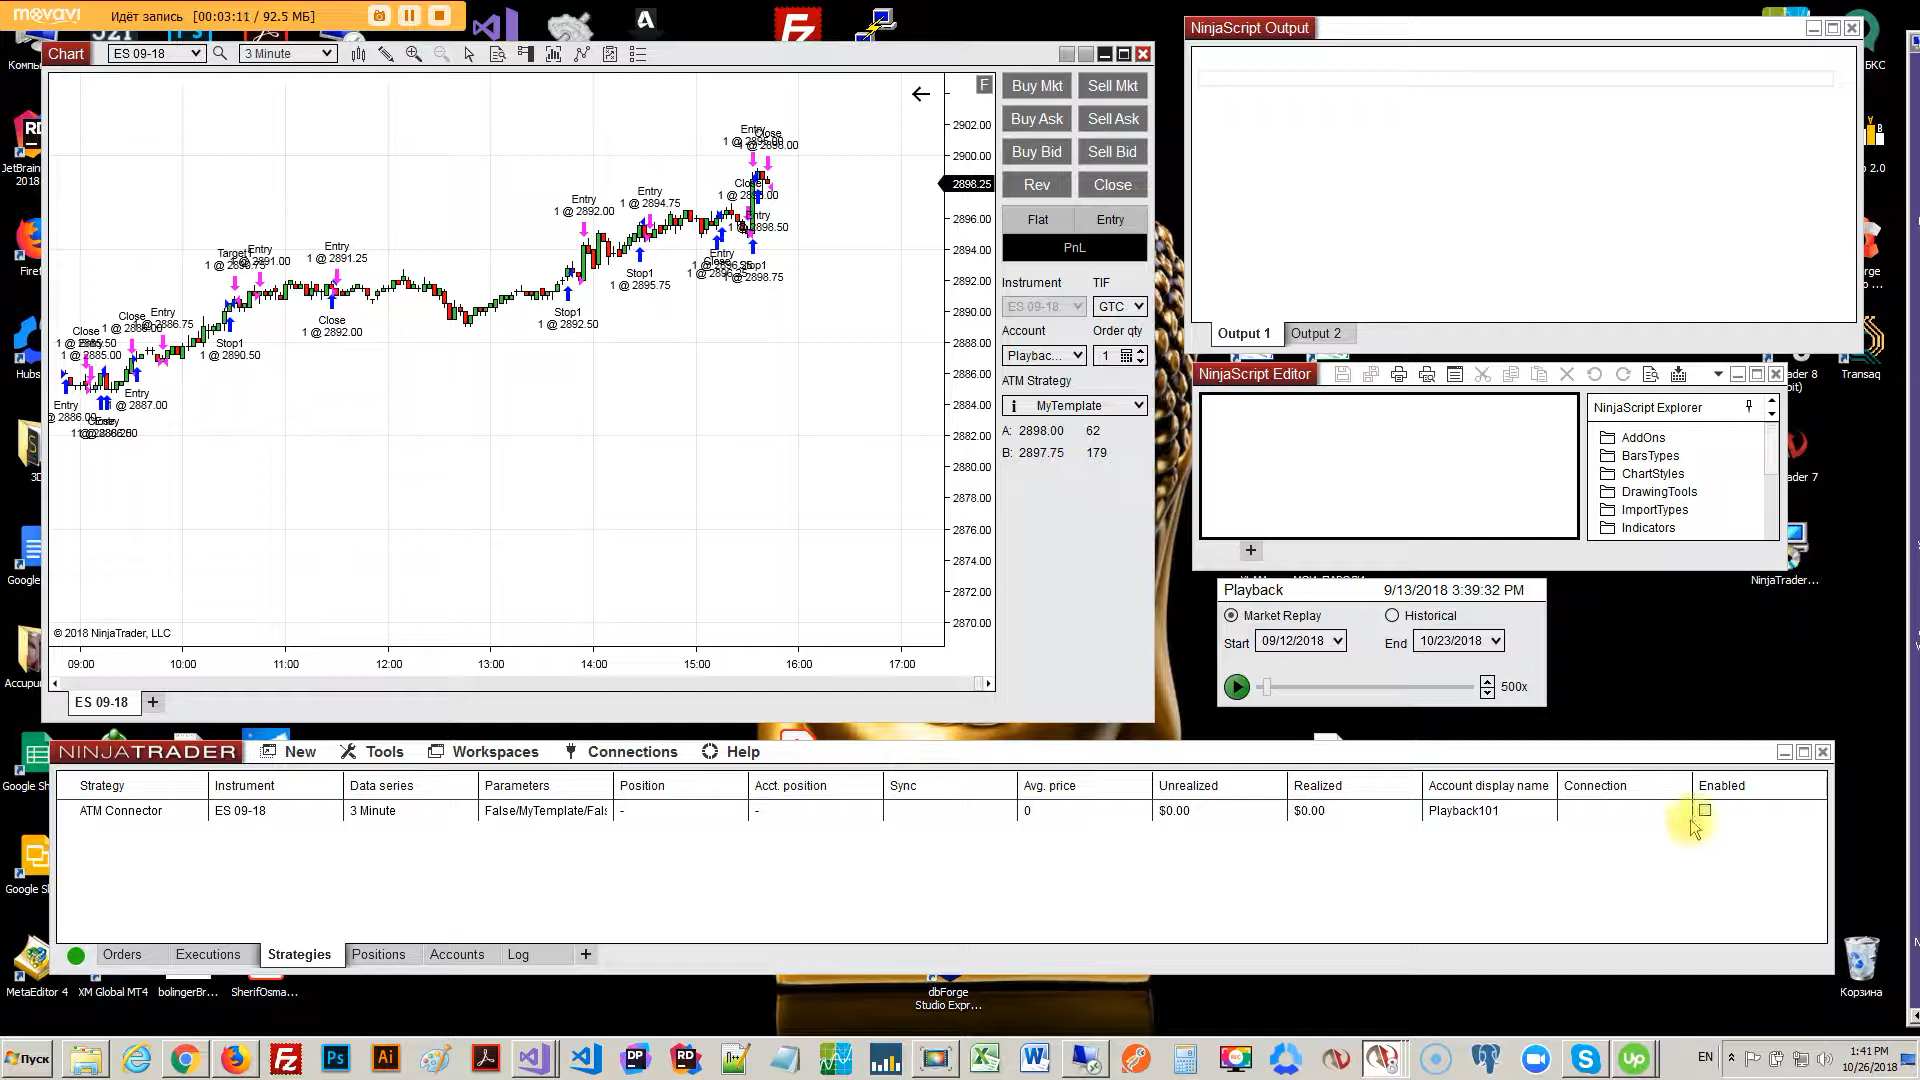 movavi
Идёт запись [00:03:11 / 92.5 МБ]
Chart
ES 09-18
3 Minute
F
Buy Mkt
Sell Mkt
Buy Ask
Sell Ask
Buy Bid
Sell Bid
Rev
Close
Flat
Entry
PnL
Instrument
TIF
ES 09-18
GTC
Account
Order qty
Playbac...
1
ATM Strategy
MyTemplate
A: 2898.00 62
B: 2897.75 179
2902.00
2900.00
2898.25
2896.00
2894.00
2892.00
2890.00
2888.00
2886.00
2884.00
2882.00
2880.00
2878.00
2876.00
2874.00
2872.00
2870.00
Entry
1 @ 2892.00
Entry
1 @ 2894.75
Entry
1 @ 2891.25
Stop1
1 @ 2895.75
Stop1
1 @ 2892.50
Close
1 @ 2892.00
Stop1
1 @ 2890.50
Entry
1 @ 2887.00
© 2018 NinjaTrader, LLC
09:00
10:00
11:00
12:00
13:00
14:00
15:00
16:00
17:00
ES 09-18
NinjaScript Output
Output 1
Output 2
NinjaScript Editor
NinjaScript Explorer
AddOns
BarsTypes
ChartStyles
DrawingTools
ImportTypes
Indicators
Playback
9/13/2018 3:39:32 PM
Market Replay
Historical
Start
09/12/2018
End
10/23/2018
500x
NINJATRADER
New
Tools
Workspaces
Connections
Help
Strategy
Instrument
Data series
Parameters
Position
Acct. position
Sync
Avg. price
Unrealized
Realized
Account display name
Connection
Enabled
ATM Connector
ES 09-18
3 Minute
False/MyTemplate/Fals
-
-
0
$0.00
$0.00
Playback101
Orders
Executions
Strategies
Positions
Accounts
Log
MetaEditor 4
XM Global MT4
bolingerBr...
SherifOsma...
dbForge
Studio Expr...
Корзина
NinjaTrader...
Transaq
Пуск
EN
1:41 PM
10/26/2018